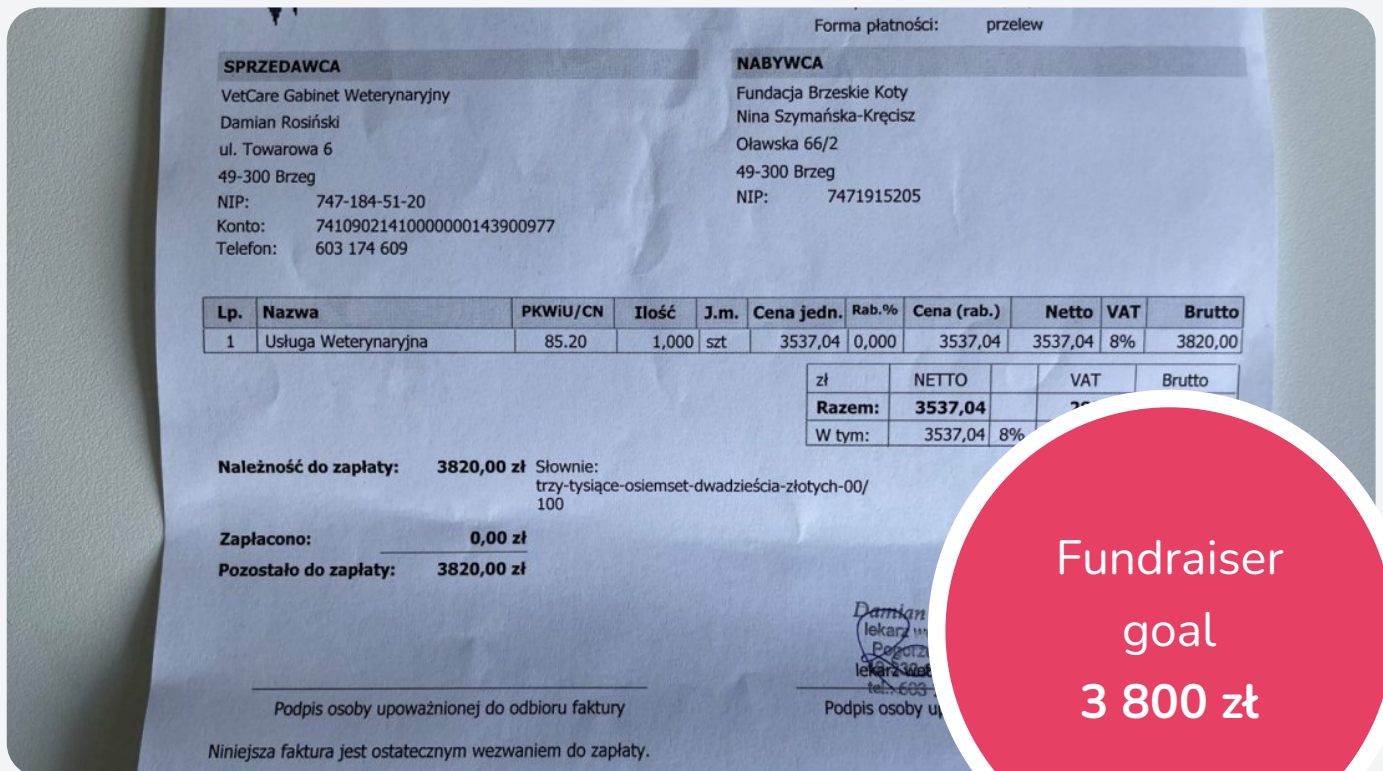 Forma płatności: przelew
SPRZEDAWCA
VetCare Gabinet Weterynaryjny
Damian Rosiński
ul. Towarowa 6
49-300 Brzeg
NIP: 747-184-51-20
Konto: 74109021410000000143900977
Telefon: 603 174 609
NABYWCA
Fundacja Brzeskie Koty
Nina Szymańska-Kręcisz
Oławska 66/2
49-300 Brzeg
NIP: 7471915205
Lp. Nazwa PKWiU/CN Ilość J.m. Cena jedn. Rab.% Cena (rab.) Netto VAT Brutto
1 Usługa Weterynaryjna 85.20 1,000 szt 3537,04 0,000 3537,04 3537,04 8% 3820,00
zł NETTO VAT Brutto
Razem: 3537,04
W tym: 3537,04 8%
Należność do zapłaty: 3820,00 zł Słownie:
trzy-tysiące-osiemset-dwadzieścia-złotych-00/
100
Zapłacono: 0,00 zł
Pozostało do zapłaty: 3820,00 zł
Damian
lekarz
Podpis osoby upoważnionej do odbioru faktury
Podpis osoby
Niniejsza faktura jest ostatecznym wezwaniem do zapłaty.
Fundraiser
goal
3 800 zł